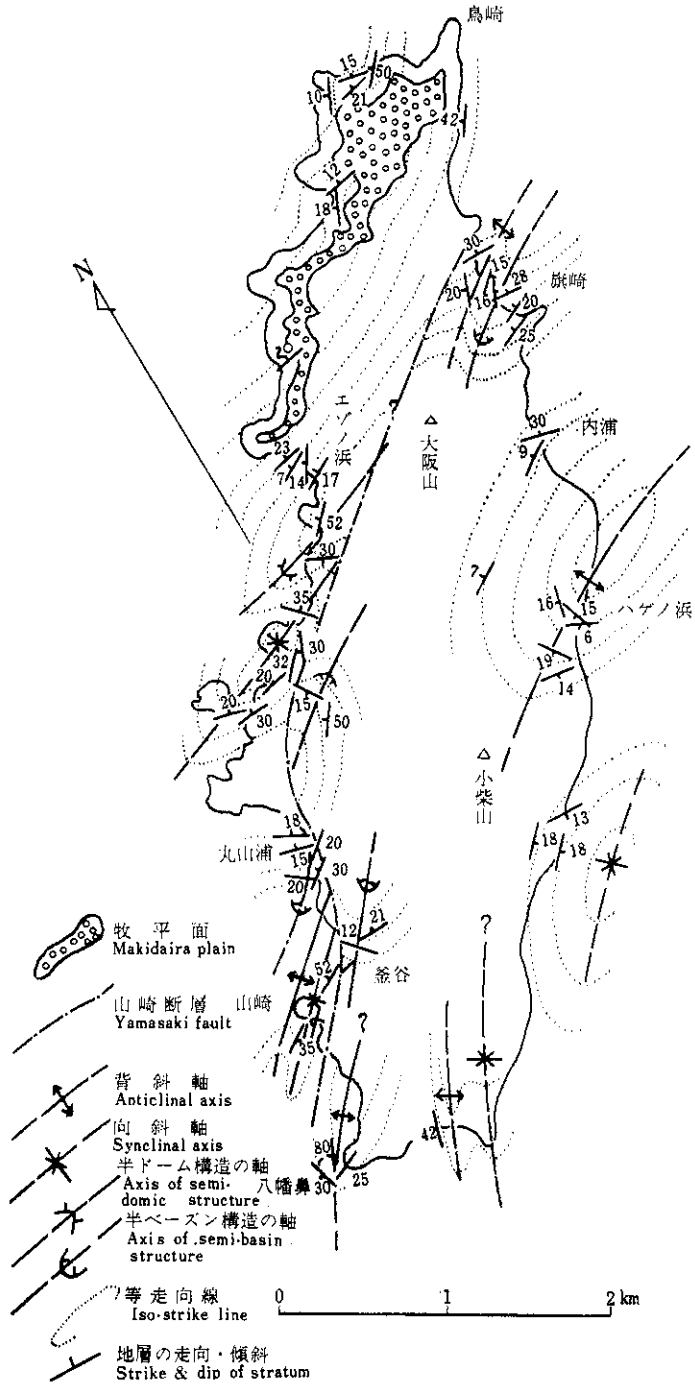 鳥崎
15
50
10
21
42
12
18
30
15
28
旗崎
20
16
20
25
N
2
エゾノ浜
?
大阪山
30
内浦
9
23
7
14
17
52
30
?
35
16
15
ハゲノ浜
6
32
30
19
14
20
20
30
15
50
小柴山
18
20
13
丸山浦
15
30
18
18
20
21
12
?
釜谷
52
35
?
42
80
30
25
八幡鼻
山崎
牧平面
Makidaira plain
山崎断層
Yamasaki fault
背斜軸
Anticlinal axis
向斜軸
Synclinal axis
半ドーム構造の軸
Axis of semi-
domic structure
半ベーズン構造の軸
Axis of semi-basin
structure
等走向線
Iso-strike line
地層の走向・傾斜
Strike & dip of stratum
0 1 2 km